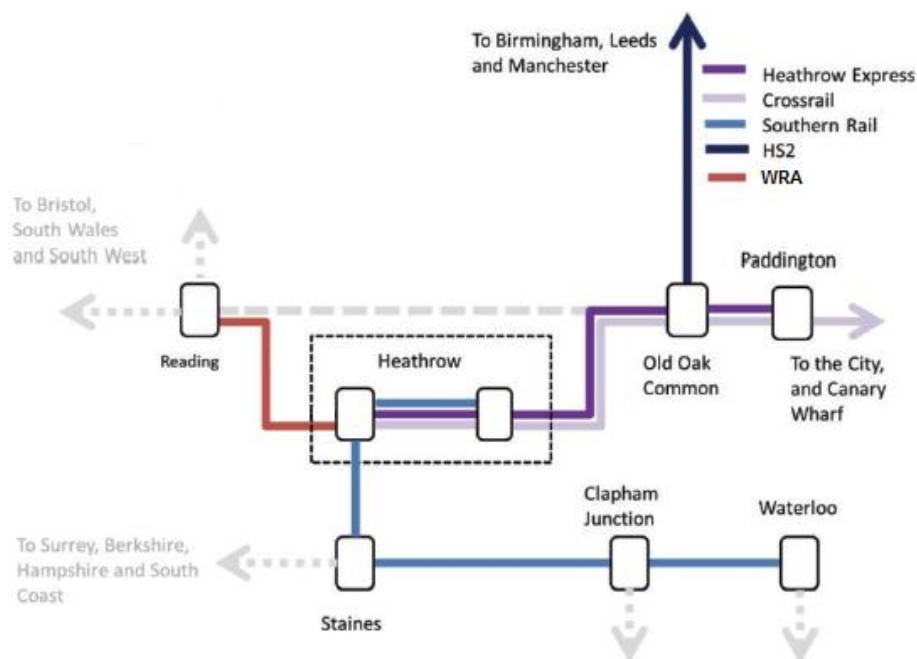 To Birmingham, Leeds
and Manchester
Heathrow Express
Crossrail
Southern Rail
HS2
WRA
To Bristol,
South Wales
and South West
Paddington
Reading
Heathrow
Old Oak
Common
To the City,
and Canary
Wharf
Clapham
Junction
Waterloo
To Surrey, Berkshire,
Hampshire and South
Coast
Staines